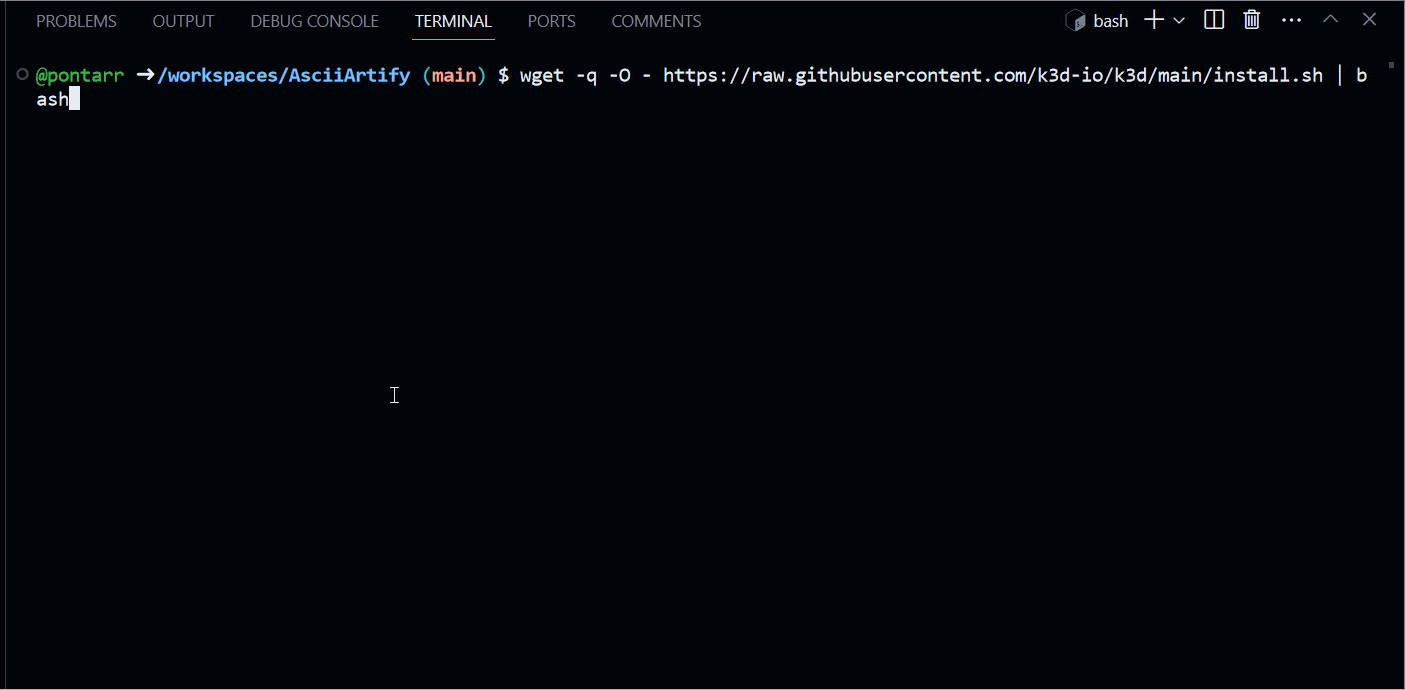 PROBLEMS OUTPUT DEBUG CONSOLE TERMINAL PORTS COMMENTS bash
@pontarr ➜/workspaces/AsciiArtify (main) $ wget -q -O - https://raw.githubusercontent.com/k3d-io/k3d/main/install.sh | b
ash